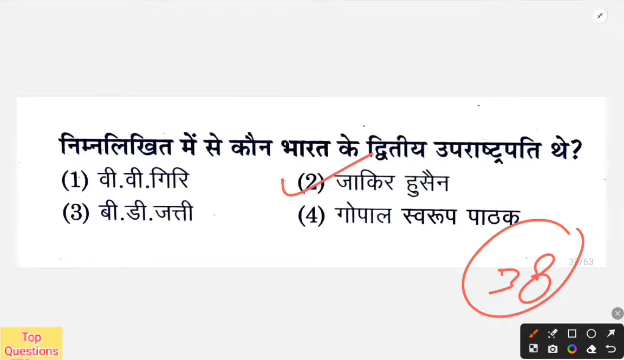 निम्नलिखित में से कौन भारत के द्वितीय उपराष्ट्रपति थे?
(1) वी.वी.गिरि (2) जाकिर हुसैन
(3) बी.डी.जत्ती (4) गोपाल स्वरूप पाठक
38
Top
Questions